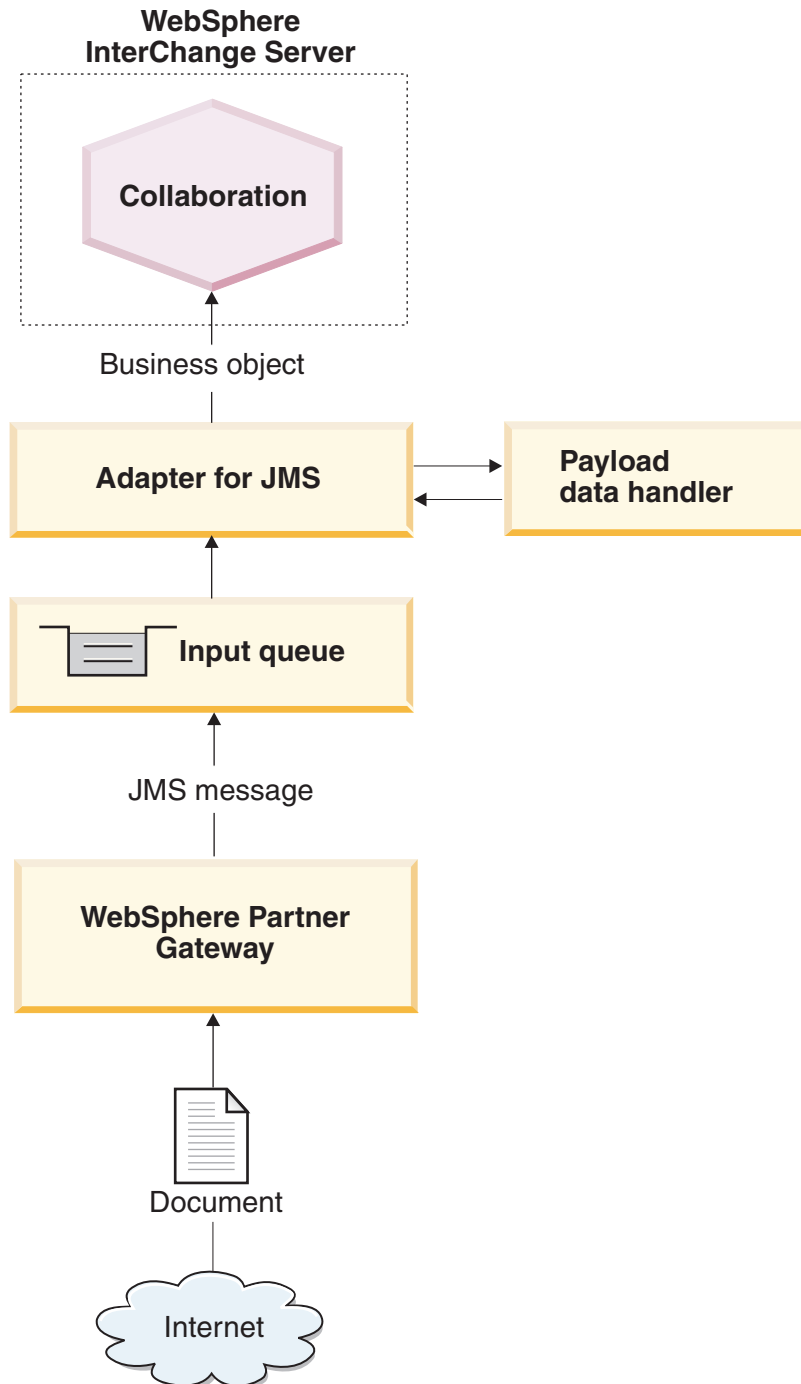 WebSphere
InterChange Server
Collaboration
Business object
Adapter for JMS
Payload
data handler
Input queue
JMS message
WebSphere Partner
Gateway
Document
Internet